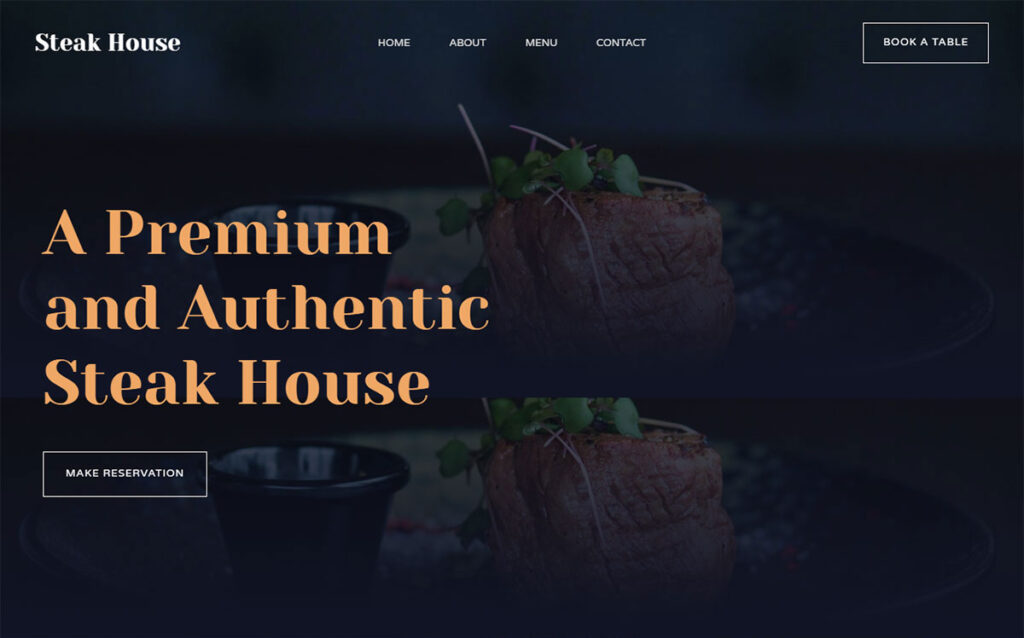 Steak House
HOME
ABOUT
MENU
CONTACT
BOOK A TABLE
A Premium
and Authentic
Steak House
MAKE RESERVATION